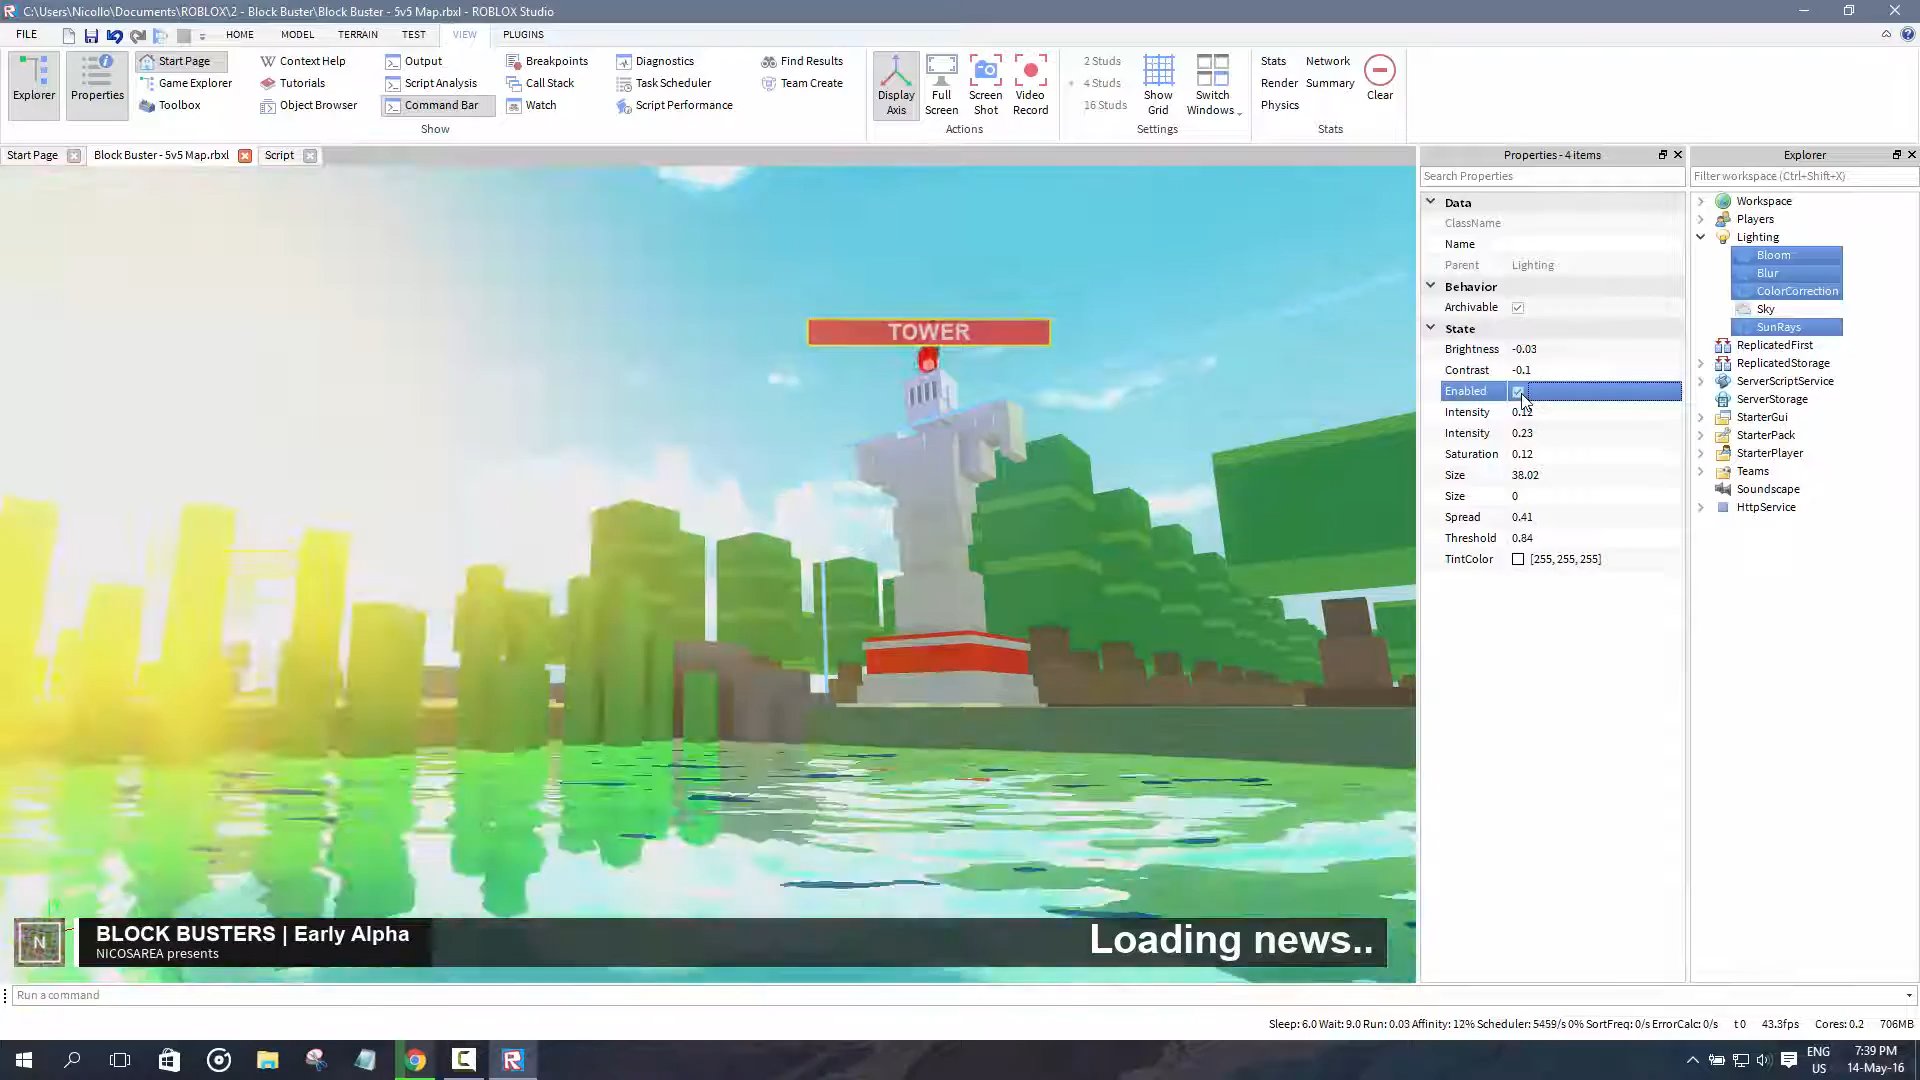 C:\Users\Nicollo\Documents\ROBLOX\2 - Block Buster\Block Buster - 5v5 Map.rbxl - ROBLOX Studio
FILE HOME MODEL TERRAIN TEST VIEW PLUGINS
Explorer
Properties
Start Page
Game Explorer
Toolbox
Context Help
Tutorials
Object Browser
Output
Script Analysis
Command Bar
Breakpoints
Call Stack
Watch
Diagnostics
Task Scheduler
Script Performance
Find Results
Team Create
Show
Display Axis
Full Screen
Screen Shot
Video Record
Actions
2 Studs
4 Studs
16 Studs
Show Grid
Switch Windows
Settings
Stats
Render
Physics
Network
Summary
Clear
Stats
Start Page
Block Buster - 5v5 Map.rbxl
Script
TOWER
N
BLOCK BUSTERS | Early Alpha
NICOSAREA presents
Loading news..
Properties - 4 items
Search Properties
Data
ClassName
Name
Parent Lighting
Behavior
Archivable
State
Brightness -0.03
Contrast -0.1
Enabled
Intensity 0.12
Intensity 0.23
Saturation 0.12
Size 38.02
Size 0
Spread 0.41
Threshold 0.84
TintColor [255, 255, 255]
Explorer
Filter workspace (Ctrl+Shift+X)
Workspace
Players
Lighting
Bloom
Blur
ColorCorrection
Sky
SunRays
ReplicatedFirst
ReplicatedStorage
ServerScriptService
ServerStorage
StarterGui
StarterPack
StarterPlayer
Teams
Soundscape
HttpService
Run a command
Sleep: 6.0 Wait: 9.0 Run: 0.03 Affinity: 12% Scheduler: 5459/s 0% SortFreq: 0/s ErrorCalc: 0/s t 0 43.3fps Cores: 0.2 706MB
ENG
US
7:39 PM
14-May-16